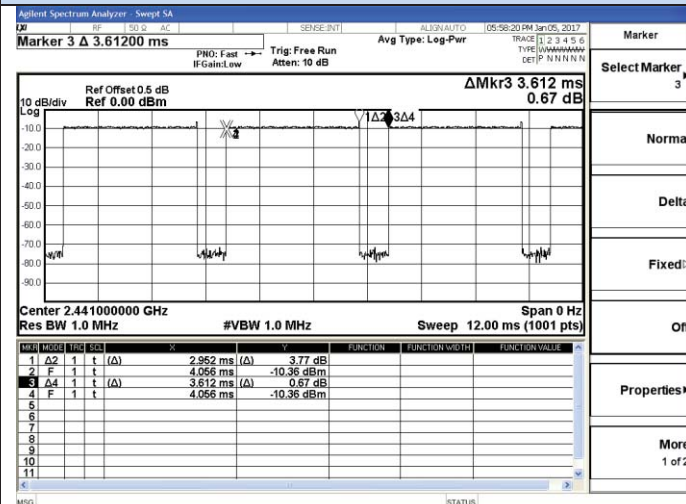 Agilent Spectrum Analyzer - Swept SA
RF 50 Ω AC SENSE:INT ALIGN AUTO 05:58:20 PM Jan 05, 2017
Marker 3 Δ 3.61200 ms
PNO: Fast
IFGain:Low
Trig: Free Run
Atten: 10 dB
Avg Type: Log-Pwr
TRACE 1 2 3 4 5 6
TYPE
DET P N N N N N
Ref Offset 0.5 dB
10 dB/div Ref 0.00 dBm
Log
ΔMkr3 3.612 ms
0.67 dB
1Δ2 3Δ4
-10.0
-20.0
-30.0
-40.0
-50.0
-60.0
-70.0
-80.0
-90.0
Center 2.441000000 GHz Span 0 Hz
Res BW 1.0 MHz #VBW 1.0 MHz Sweep 12.00 ms (1001 pts)
MKR MODE TRC SCL X Y FUNCTION FUNCTION WIDTH FUNCTION VALUE
1 Δ2 1 t (Δ) 2.952 ms (Δ) 3.77 dB
2 F 1 t 4.056 ms -10.36 dBm
3 Δ4 1 t (Δ) 3.612 ms (Δ) 0.67 dB
4 F 1 t 4.056 ms -10.36 dBm
5
6
7
8
9
10
11
MSG STATUS
Marker
Select Marker
3
Norma
Delta
Fixed
Of
Properties
More
1 of 2